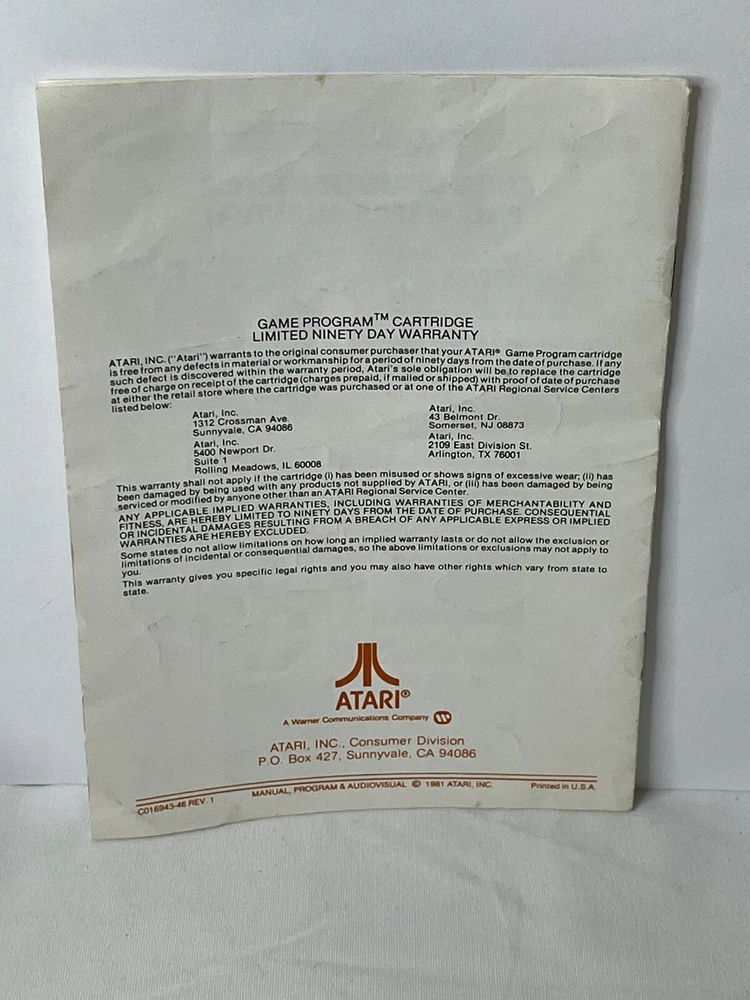 GAME PROGRAM™ CARTRIDGE
LIMITED NINETY DAY WARRANTY
ATARI, INC. ("Atari") warrants to the original consumer purchaser that your ATARI® Game Program cartridge
is free from any defects in material or workmanship for a period of ninety days from the date of purchase. If any
such defect is discovered within the warranty period, Atari's sole obligation will be to replace the cartridge
free of charge on receipt of the cartridge (charges prepaid, if mailed or shipped) with proof of date of purchase
at either the retail store where the cartridge was purchased or at one of the ATARI Regional Service Centers
listed below:
Atari, Inc.
1312 Crossman Ave.
Sunnyvale, CA 94086
Atari, Inc.
5400 Newport Dr.
Suite 1
Rolling Meadows, IL 60008
Atari, Inc.
43 Belmont Dr.
Somerset, NJ 08873
Atari, Inc.
2109 East Division St.
Arlington, TX 76001
This warranty shall not apply if the cartridge (i) has been misused or shows signs of excessive wear; (ii) has
been damaged by being used with any products not supplied by ATARI, or (iii) has been damaged by being
serviced or modified by anyone other than an ATARI Regional Service Center.
ANY APPLICABLE IMPLIED WARRANTIES, INCLUDING WARRANTIES OF MERCHANTABILITY AND
FITNESS, ARE HEREBY LIMITED TO NINETY DAYS FROM THE DATE OF PURCHASE. CONSEQUENTIAL
OR INCIDENTAL DAMAGES RESULTING FROM A BREACH OF ANY APPLICABLE EXPRESS OR IMPLIED
WARRANTIES ARE HEREBY EXCLUDED.
Some states do not allow limitations on how long an implied warranty lasts or do not allow the exclusion or
limitations of incidental or consequential damages, so the above limitations or exclusions may not apply to
you.
This warranty gives you specific legal rights and you may also have other rights which vary from state to
state.
ATARI®
A Warner Communications Company
ATARI, INC., Consumer Division
P.O. Box 427, Sunnyvale, CA 94086
C016943-46 REV. 1
MANUAL, PROGRAM & AUDIOVISUAL © 1981 ATARI, INC.
Printed in U.S.A.